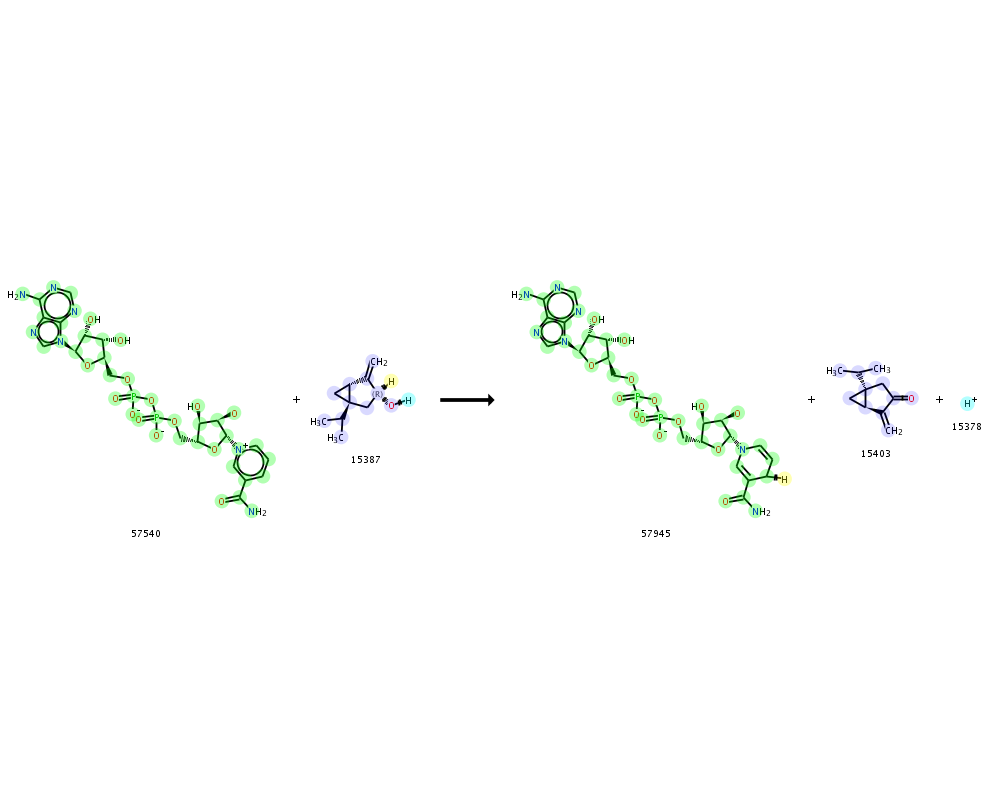 H₂N N N N N OH OH O O P O⁻ O P O O⁻ O HO O O N⁺ O NH₂
57540
+
CH₂ (R) H O H H₃C CH₃
15387
H₂N N N N N OH OH O O P O⁻ O P O O⁻ O HO O O N H O NH₂
57945
+
H₃C CH₃ O CH₂
15403
+
H⁺
15378